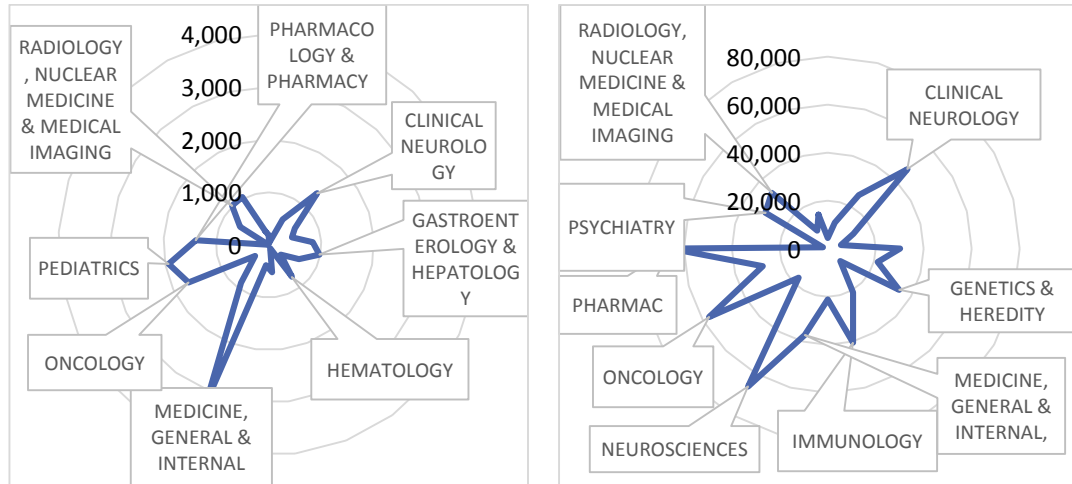 4,000
3,000
2,000
1,000
0
RADIOLOGY
, NUCLEAR
MEDICINE
& MEDICAL
IMAGING
PHARMACO
LOGY &
PHARMACY
CLINICAL
NEUROLO
GY
GASTROENT
EROLOGY &
HEPATOLOG
Y
HEMATOLOGY
MEDICINE,
GENERAL &
INTERNAL
ONCOLOGY
PEDIATRICS
80,000
60,000
40,000
20,000
0
RADIOLOGY,
NUCLEAR
MEDICINE &
MEDICAL
IMAGING
CLINICAL
NEUROLOGY
GENETICS &
HEREDITY
MEDICINE,
GENERAL &
INTERNAL,
IMMUNOLOGY
NEUROSCIENCES
ONCOLOGY
PHARMAC
PSYCHIATRY